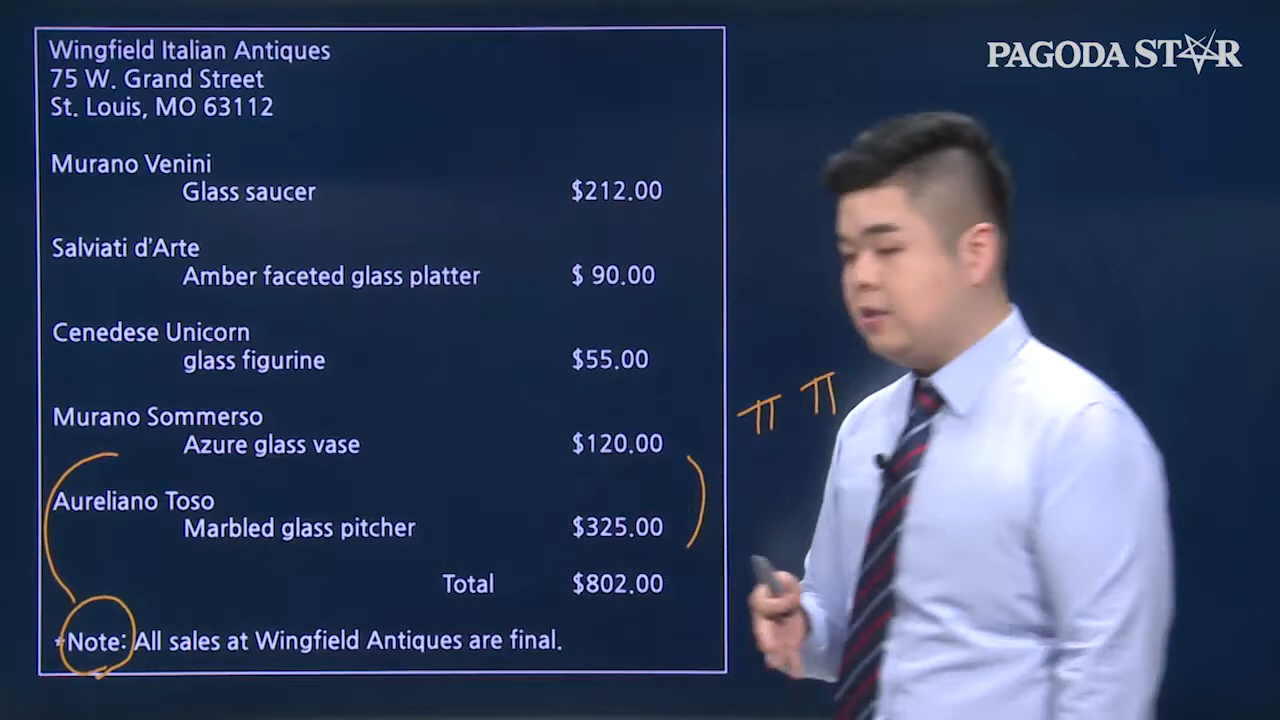 Wingfield Italian Antiques
75 W. Grand Street
St. Louis, MO 63112
Murano Venini
Glass saucer $212.00
Salviati d'Arte
Amber faceted glass platter $ 90.00
Cenedese Unicorn
glass figurine $55.00
Murano Sommerso
Azure glass vase $120.00
Aureliano Toso
Marbled glass pitcher $325.00
Total $802.00
*Note: All sales at Wingfield Antiques are final.
PAGODA STAR
ㅠㅠ